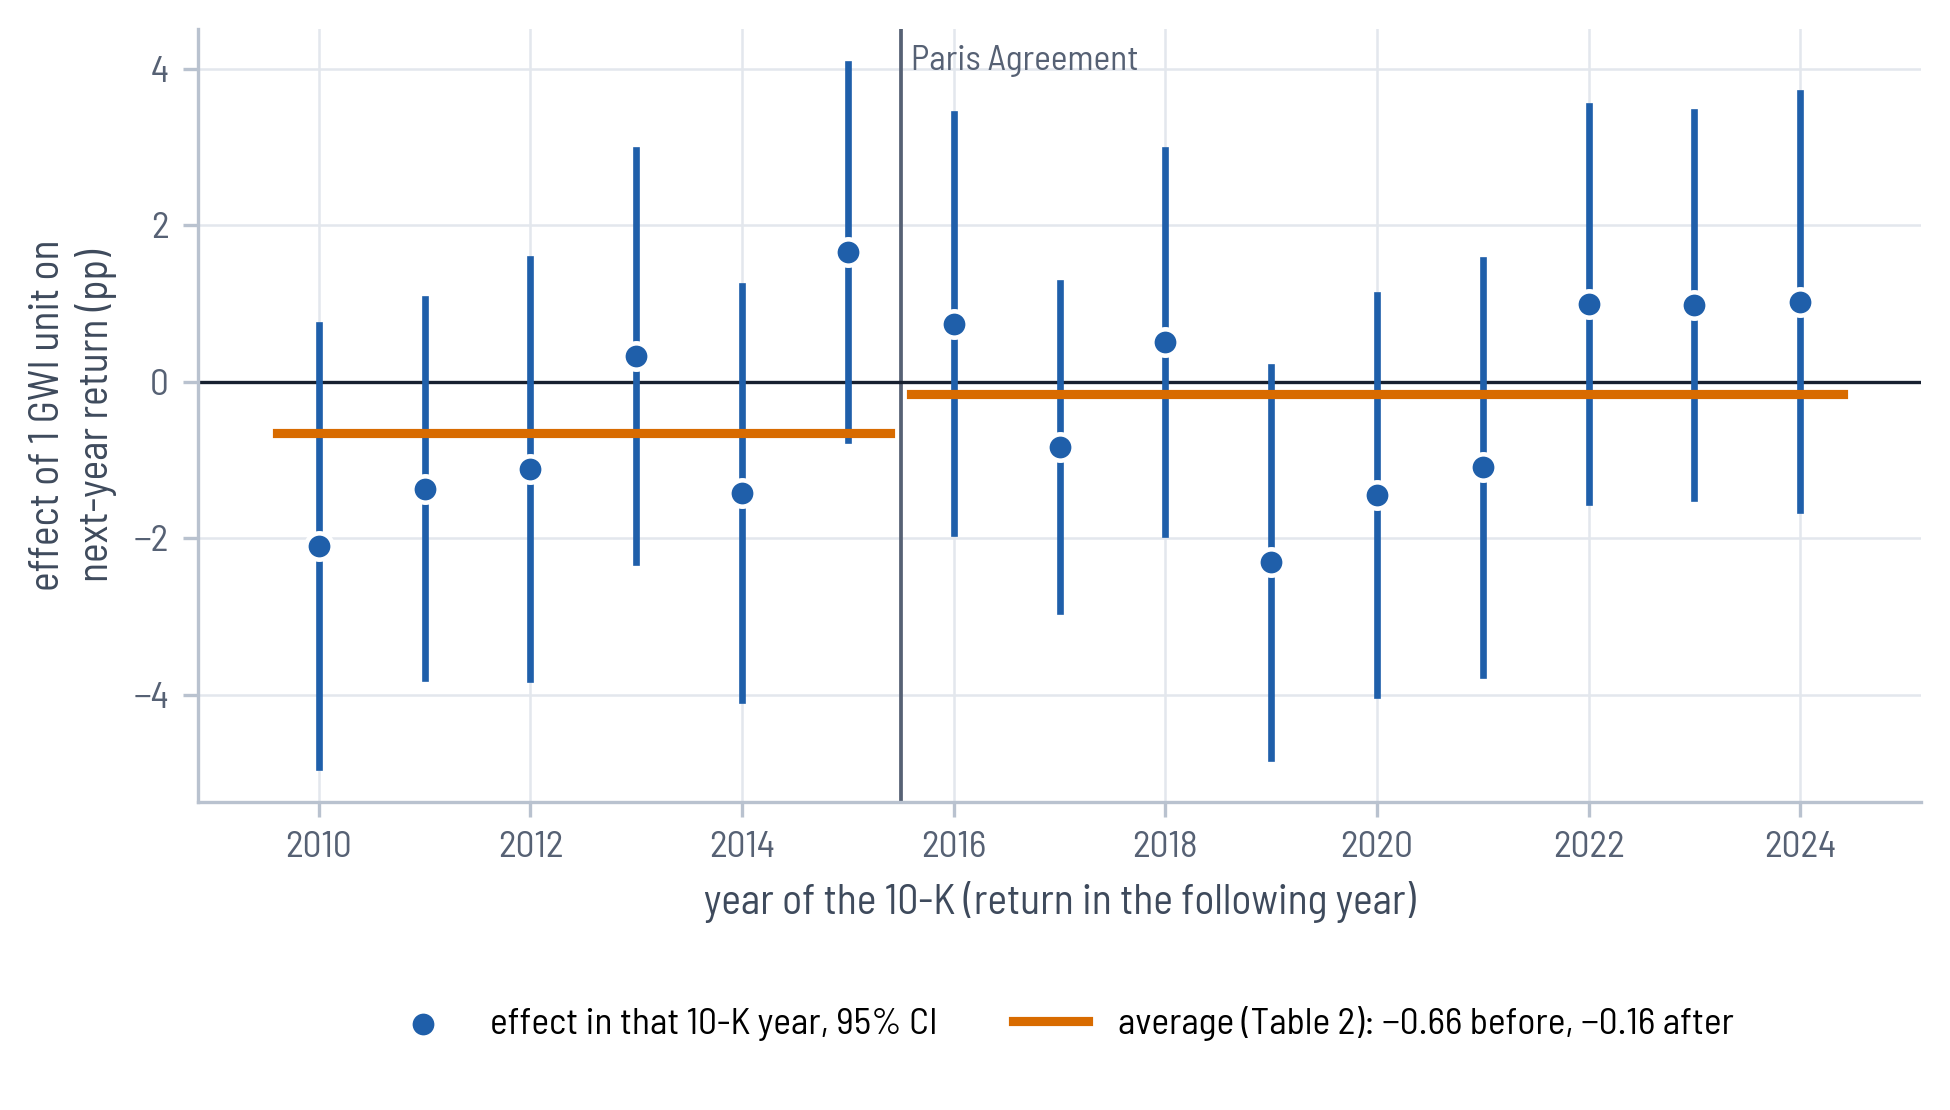 Paris Agreement
4
2
0
−2
−4
effect of 1 GWI unit on
next-year return (pp)
2010 2012 2014 2016 2018 2020 2022 2024
year of the 10-K (return in the following year)
effect in that 10-K year, 95% CI
average (Table 2): −0.66 before, −0.16 after